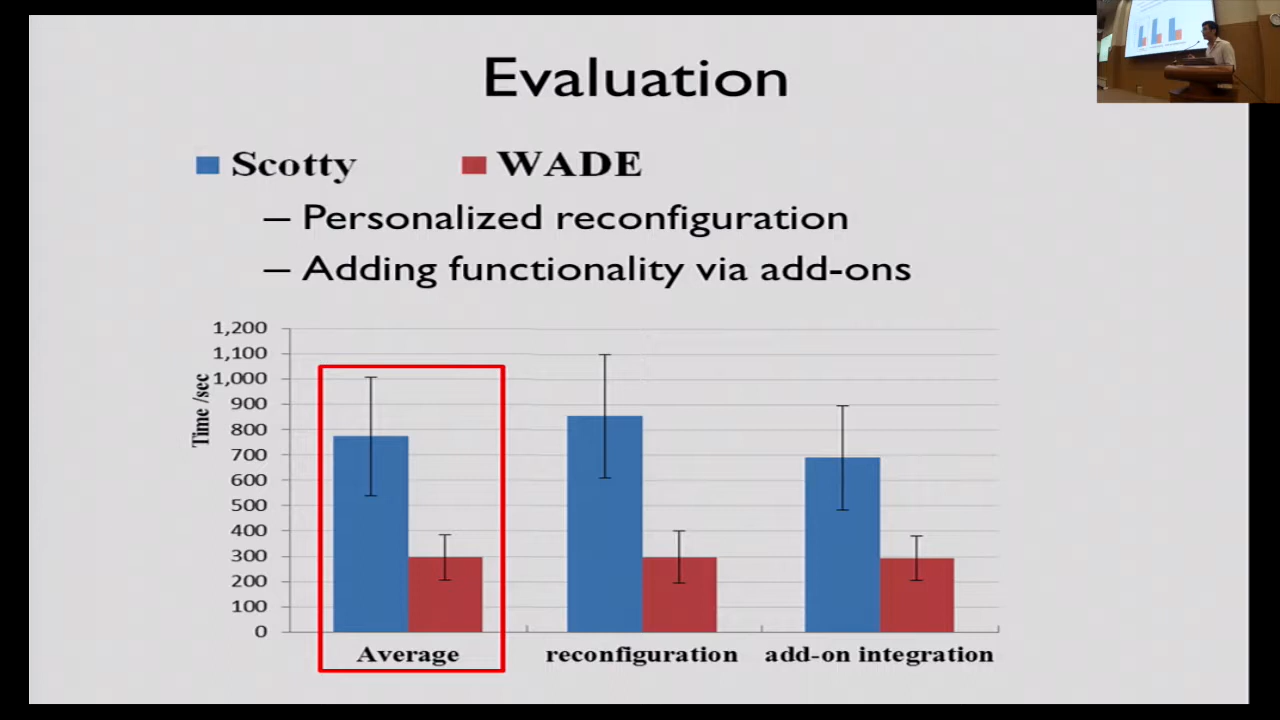 Evaluation
Scotty
WADE
– Personalized reconfiguration
– Adding functionality via add-ons
1,200
1,100
1,000
900
800
700
600
500
400
300
200
100
0
Time /sec
Average
reconfiguration
add-on integration